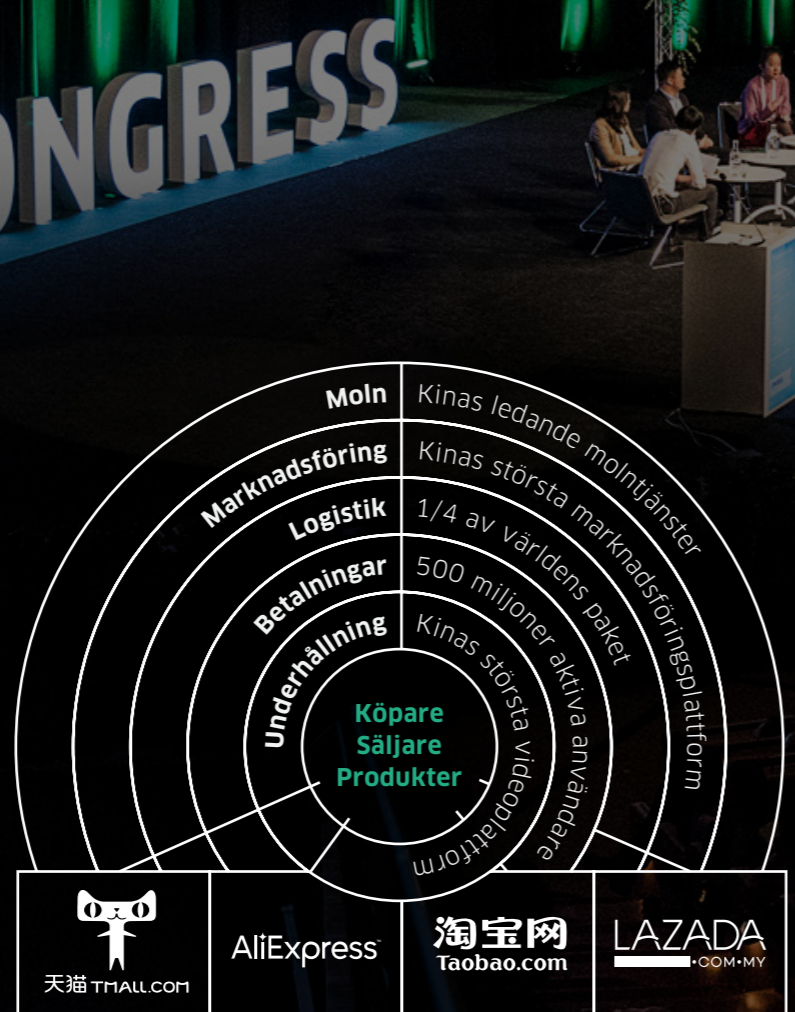 ONGRESS
Moln
Kinas ledande molntjänster
Marknadsföring
Kinas största marknadsföringsplattform
Logistik
1/4 av världens paket
Betalningar
500 miljoner aktiva användare
Underhållning
Kinas största videoplattform
Köpare
Säljare
Produkter
天猫 TMALL.COM
AliExpress
淘宝网
Taobao.com
LAZADA
•COM•MY